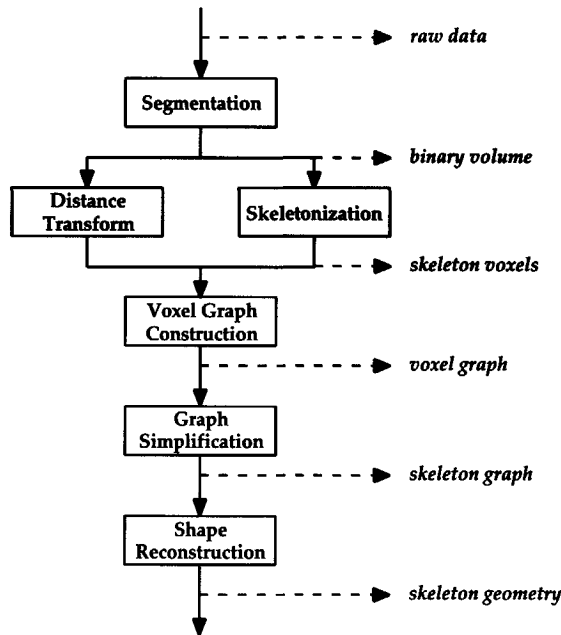 raw data
Segmentation
binary volume
Distance
Transform
Skeletonization
skeleton voxels
Voxel Graph
Construction
voxel graph
Graph
Simplification
skeleton graph
Shape
Reconstruction
skeleton geometry